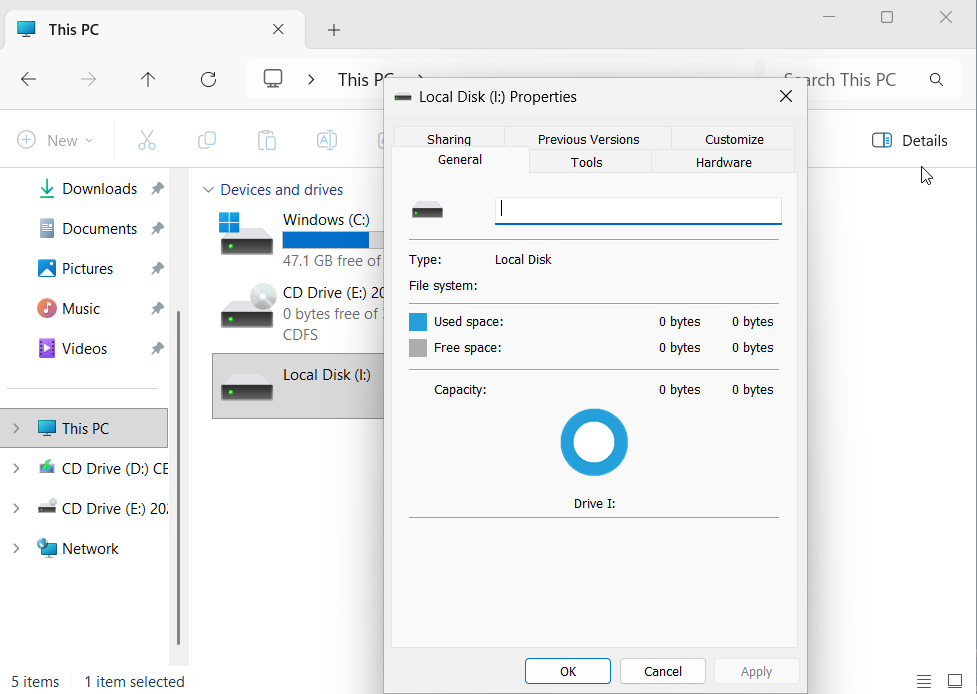 This PC
This PC
Search This PC
New
Details
Downloads
Documents
Pictures
Music
Videos
This PC
CD Drive (D:) CE
CD Drive (E:) 20
Network
Devices and drives
Windows (C:)
47.1 GB free of
CD Drive (E:) 20
0 bytes free of
CDFS
Local Disk (I:)
Local Disk (I:) Properties
Sharing Previous Versions Customize
General Tools Hardware
Type: Local Disk
File system:
Used space: 0 bytes 0 bytes
Free space: 0 bytes 0 bytes
Capacity: 0 bytes 0 bytes
Drive I:
OK Cancel Apply
5 items 1 item selected